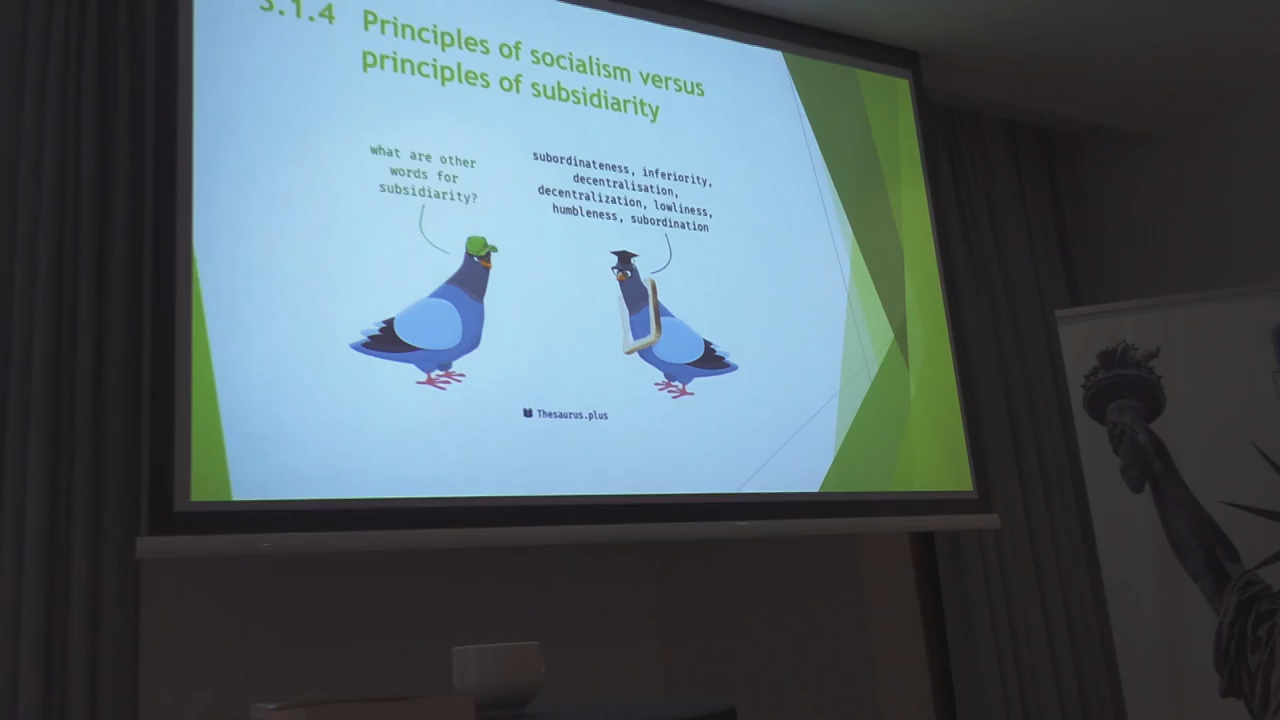 3.1.4 Principles of socialism versus
principles of subsidiarity
what are other
words for
subsidiarity?
subordinateness, inferiority,
decentralisation,
decentralization, lowliness,
humbleness, subordination
Thesaurus.plus